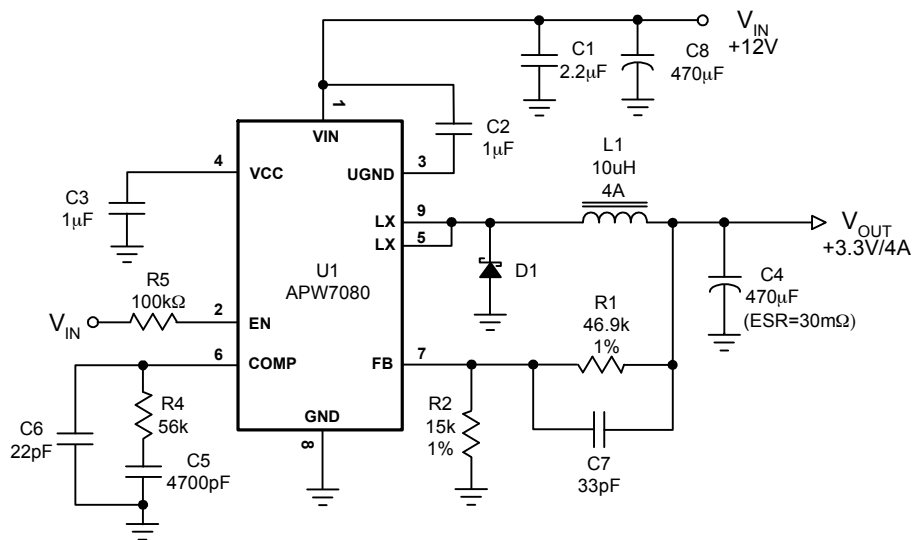 V_IN
+12V
C1
2.2μF
C8
470μF
1
VIN
C2
1μF
4
VCC
3
UGND
C3
1μF
L1
10uH
4A
9
LX
5
LX
V_OUT
+3.3V/4A
D1
U1
APW7080
C4
470μF
(ESR=30mΩ)
R5
100kΩ
V_IN
2
EN
R1
46.9k
1%
6
COMP
7
FB
R4
56k
C6
22pF
R2
15k
1%
GND
8
C5
4700pF
C7
33pF